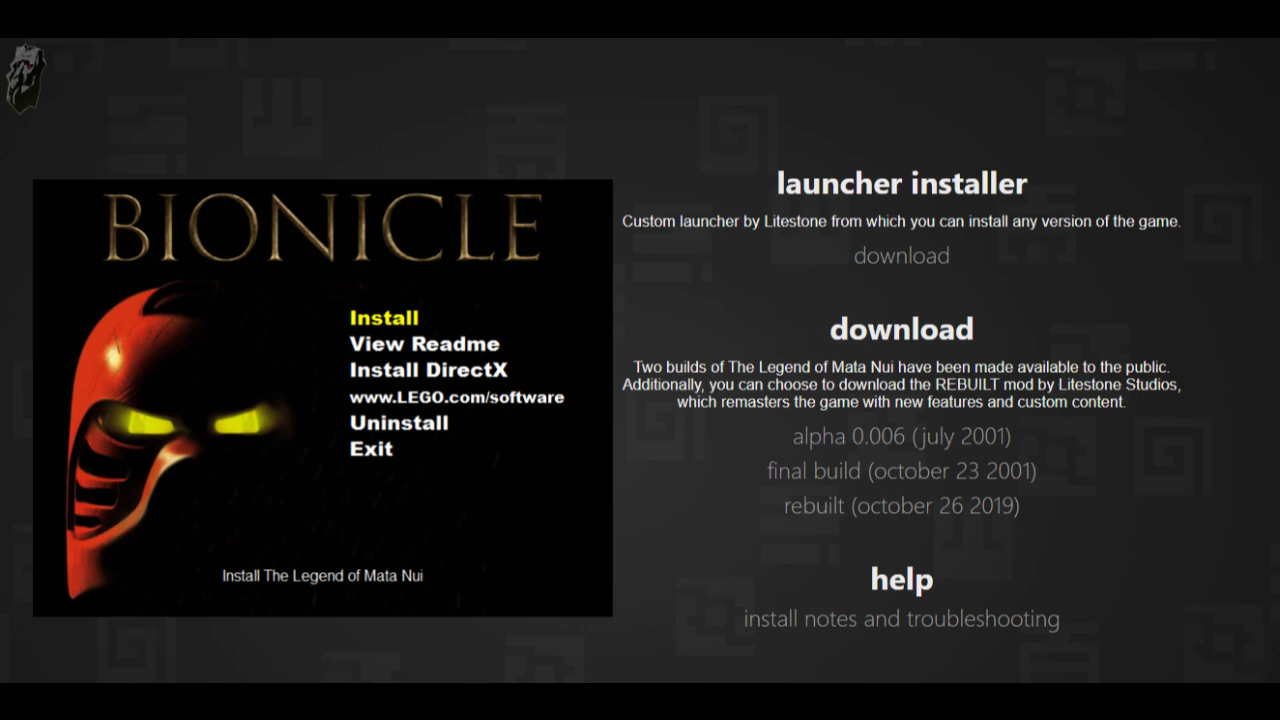 BIONICLE
Install
View Readme
Install DirectX
www.LEGO.com/software
Uninstall
Exit
Install The Legend of Mata Nui
launcher installer
Custom launcher by Litestone from which you can install any version of the game.
download
download
Two builds of The Legend of Mata Nui have been made available to the public.
Additionally, you can choose to download the REBUILT mod by Litestone Studios,
which remasters the game with new features and custom content.
alpha 0.006 (july 2001)
final build (october 23 2001)
rebuilt (october 26 2019)
help
install notes and troubleshooting